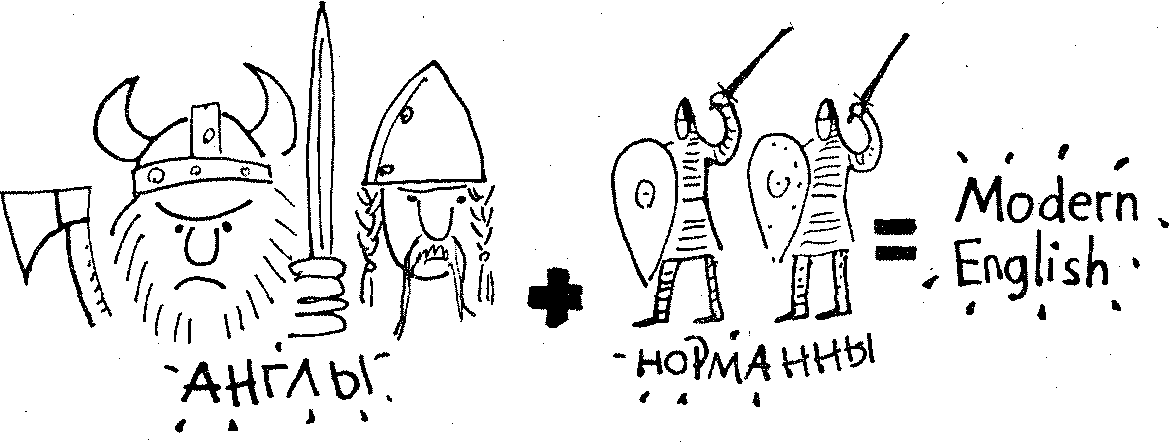 АНГЛЫ
+
НОРМАННЫ
=
Modern
English